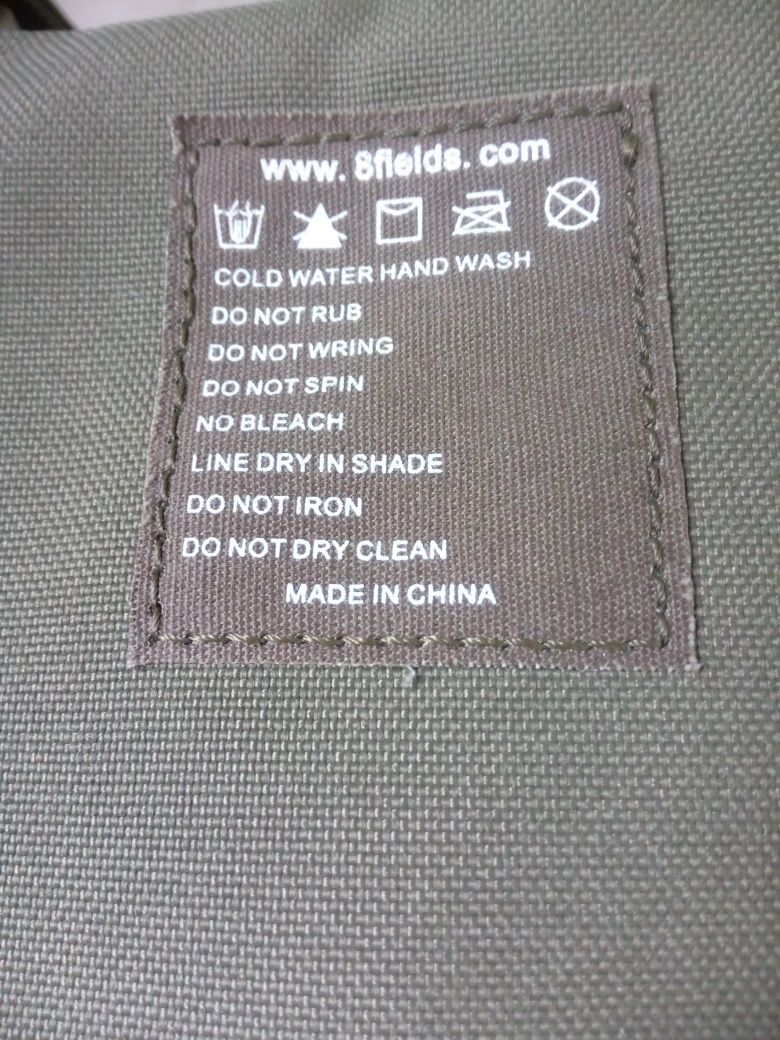 www. 8fields. com
COLD WATER HAND WASH
DO NOT RUB
DO NOT WRING
DO NOT SPIN
NO BLEACH
LINE DRY IN SHADE
DO NOT IRON
DO NOT DRY CLEAN
MADE IN CHINA